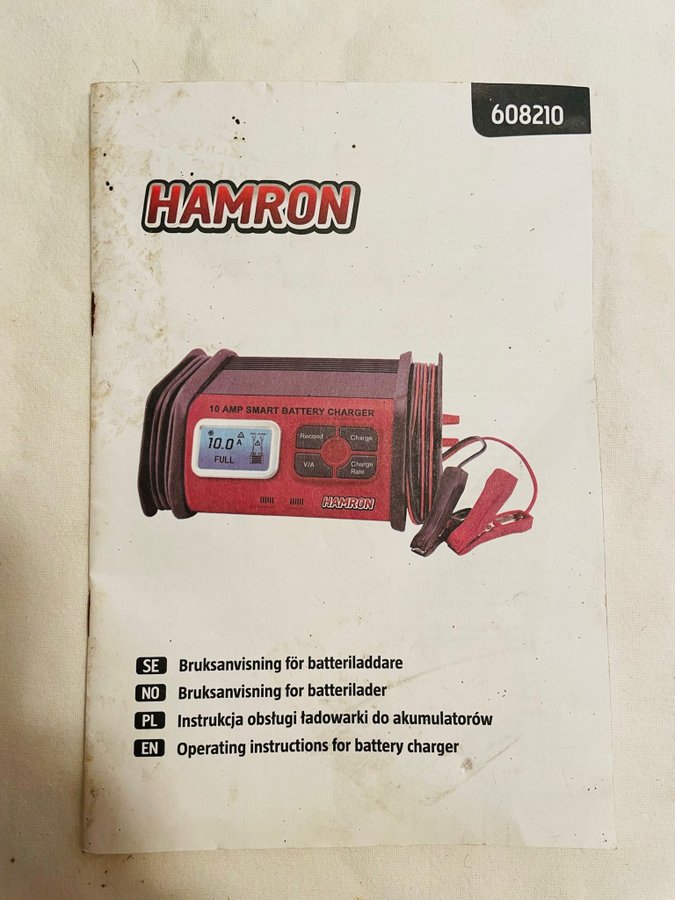 608210
HAMRON
10 AMP SMART BATTERY CHARGER
10.0 A
FULL
Recond
Charge
V/A
Charge
Rate
HAMRON
SE Bruksanvisning för batteriladdare
NO Bruksanvisning for batterilader
PL Instrukcja obsługi ładowarki do akumulatorów
EN Operating instructions for battery charger